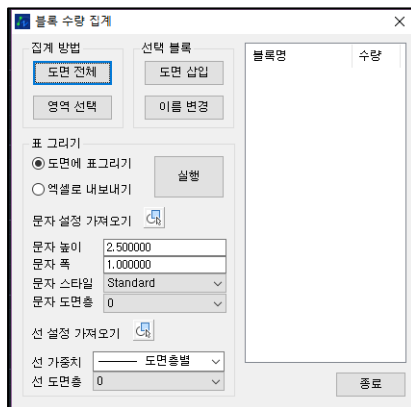 블록 수량 집계
집계 방법
선택 블록
도면 전체
도면 삽입
영역 선택
이름 변경
블록명
수량
표 그리기
도면에 표그리기
엑셀로 내보내기
실행
문자 설정 가져오기
문자 높이 2.500000
문자 폭 1.000000
문자 스타일 Standard
문자 도면층 0
선 설정 가져오기
선 가중치 도면층별
선 도면층 0
종료